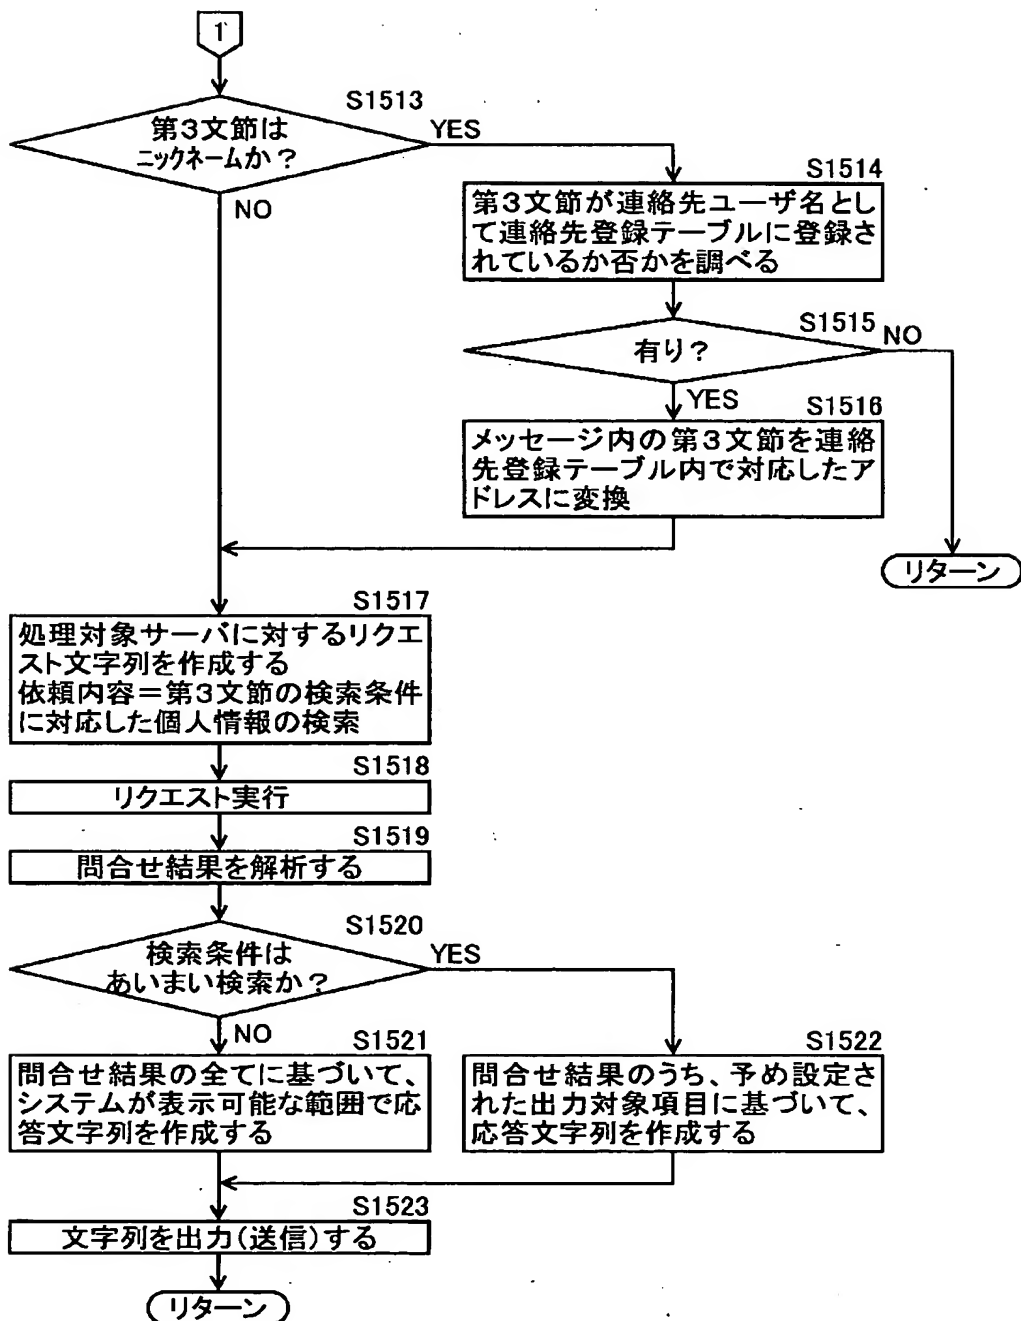 1
S1513
第3文節は
ニックネームか？
YES
NO
S1514
第3文節が連絡先ユーザ名とし
て連絡先登録テーブルに登録さ
れているか否かを調べる
S1515
有り？
NO
YES
S1516
メッセージ内の第3文節を連絡
先登録テーブル内で対応したア
ドレスに変換
リターン
S1517
処理対象サーバに対するリクエ
スト文字列を作成する
依頼内容＝第3文節の検索条件
に対応した個人情報の検索
S1518
リクエスト実行
S1519
問合せ結果を解析する
S1520
検索条件は
あいまい検索か？
YES
NO
S1521
問合せ結果の全てに基づいて、
システムが表示可能な範囲で応
答文字列を作成する
S1522
問合せ結果のうち、予め設定さ
れた出力対象項目に基づいて、
応答文字列を作成する
S1523
文字列を出力(送信)する
リターン